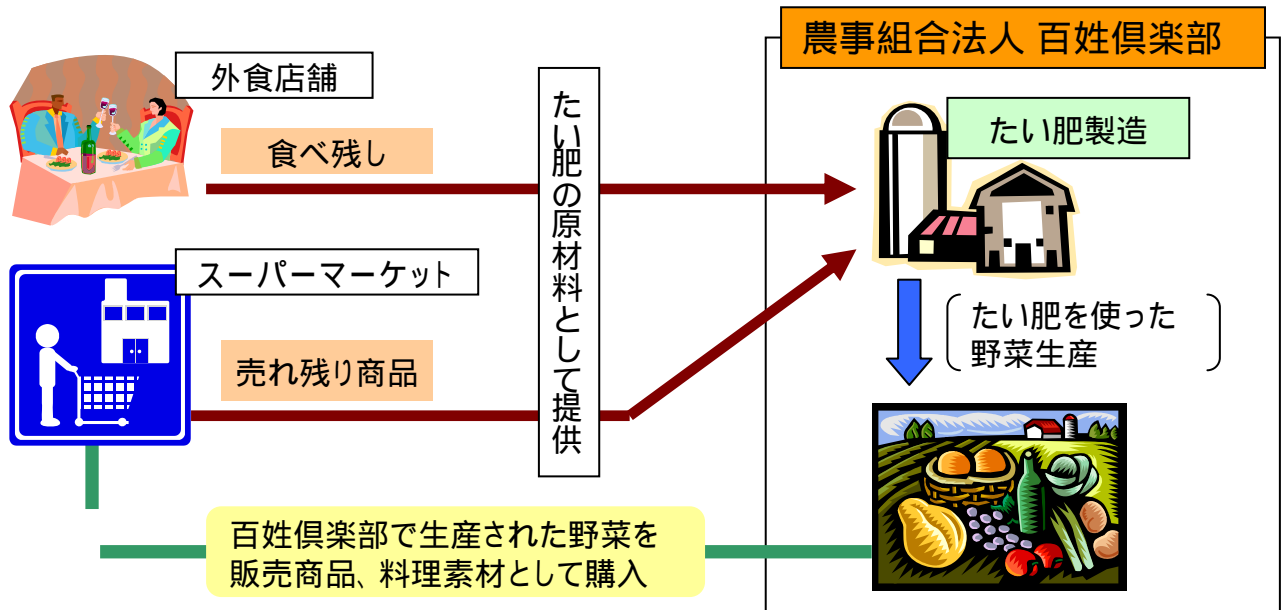 農事組合法人 百姓倶楽部
外食店舗
食べ残し
たい肥の原材料として提供
たい肥製造
スーパーマーケット
売れ残り商品
たい肥を使った
野菜生産
百姓倶楽部で生産された野菜を
販売商品、料理素材として購入